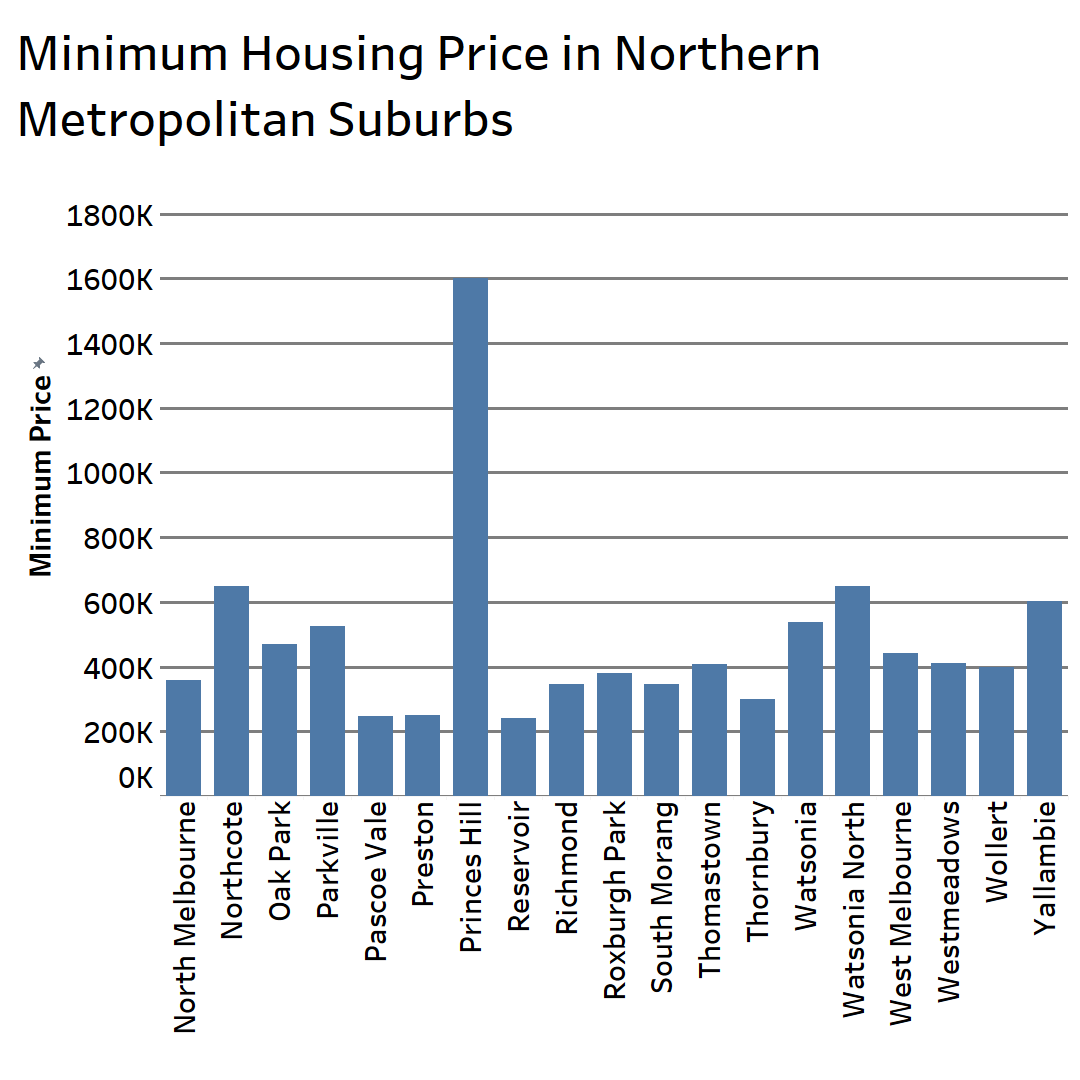 Minimum Housing Price in Northern
Metropolitan Suburbs
Minimum Price
1800K
1600K
1400K
1200K
1000K
800K
600K
400K
200K
0K
North Melbourne
Northcote
Oak Park
Parkville
Pascoe Vale
Preston
Princes Hill
Reservoir
Richmond
Roxburgh Park
South Morang
Thomastown
Thornbury
Watsonia
Watsonia North
West Melbourne
Westmeadows
Wollert
Yallambie